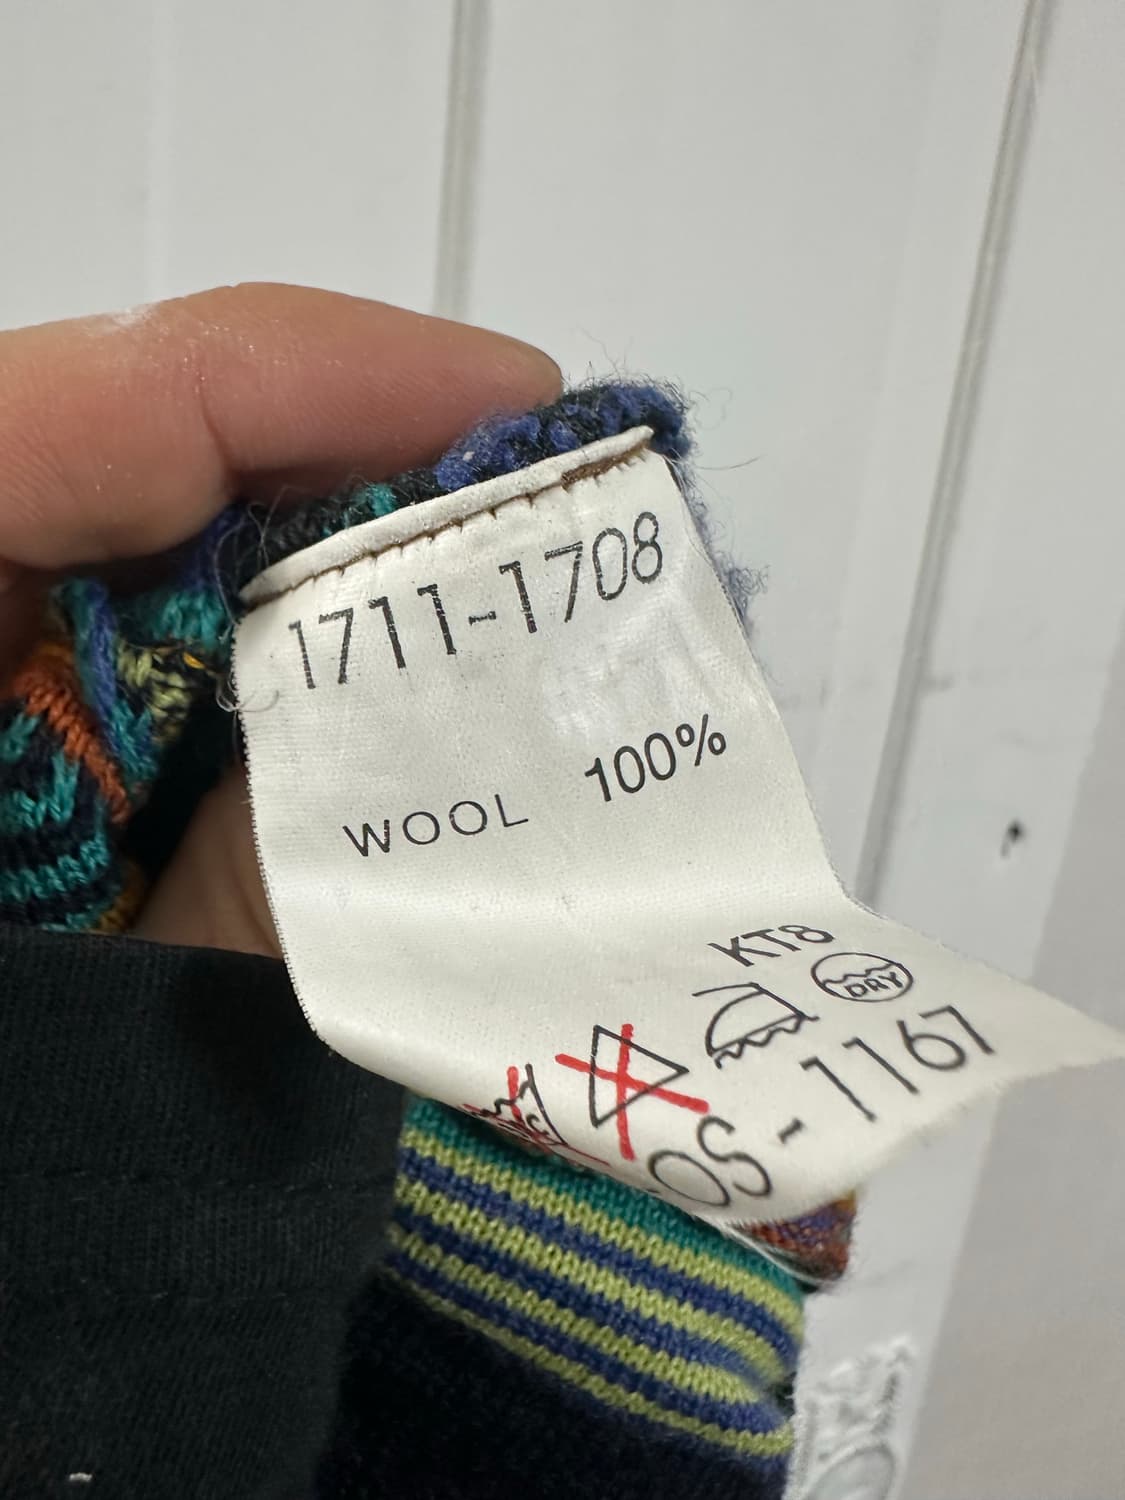 1711-1708
WOOL 100%
KT8
DRY
OS-1167